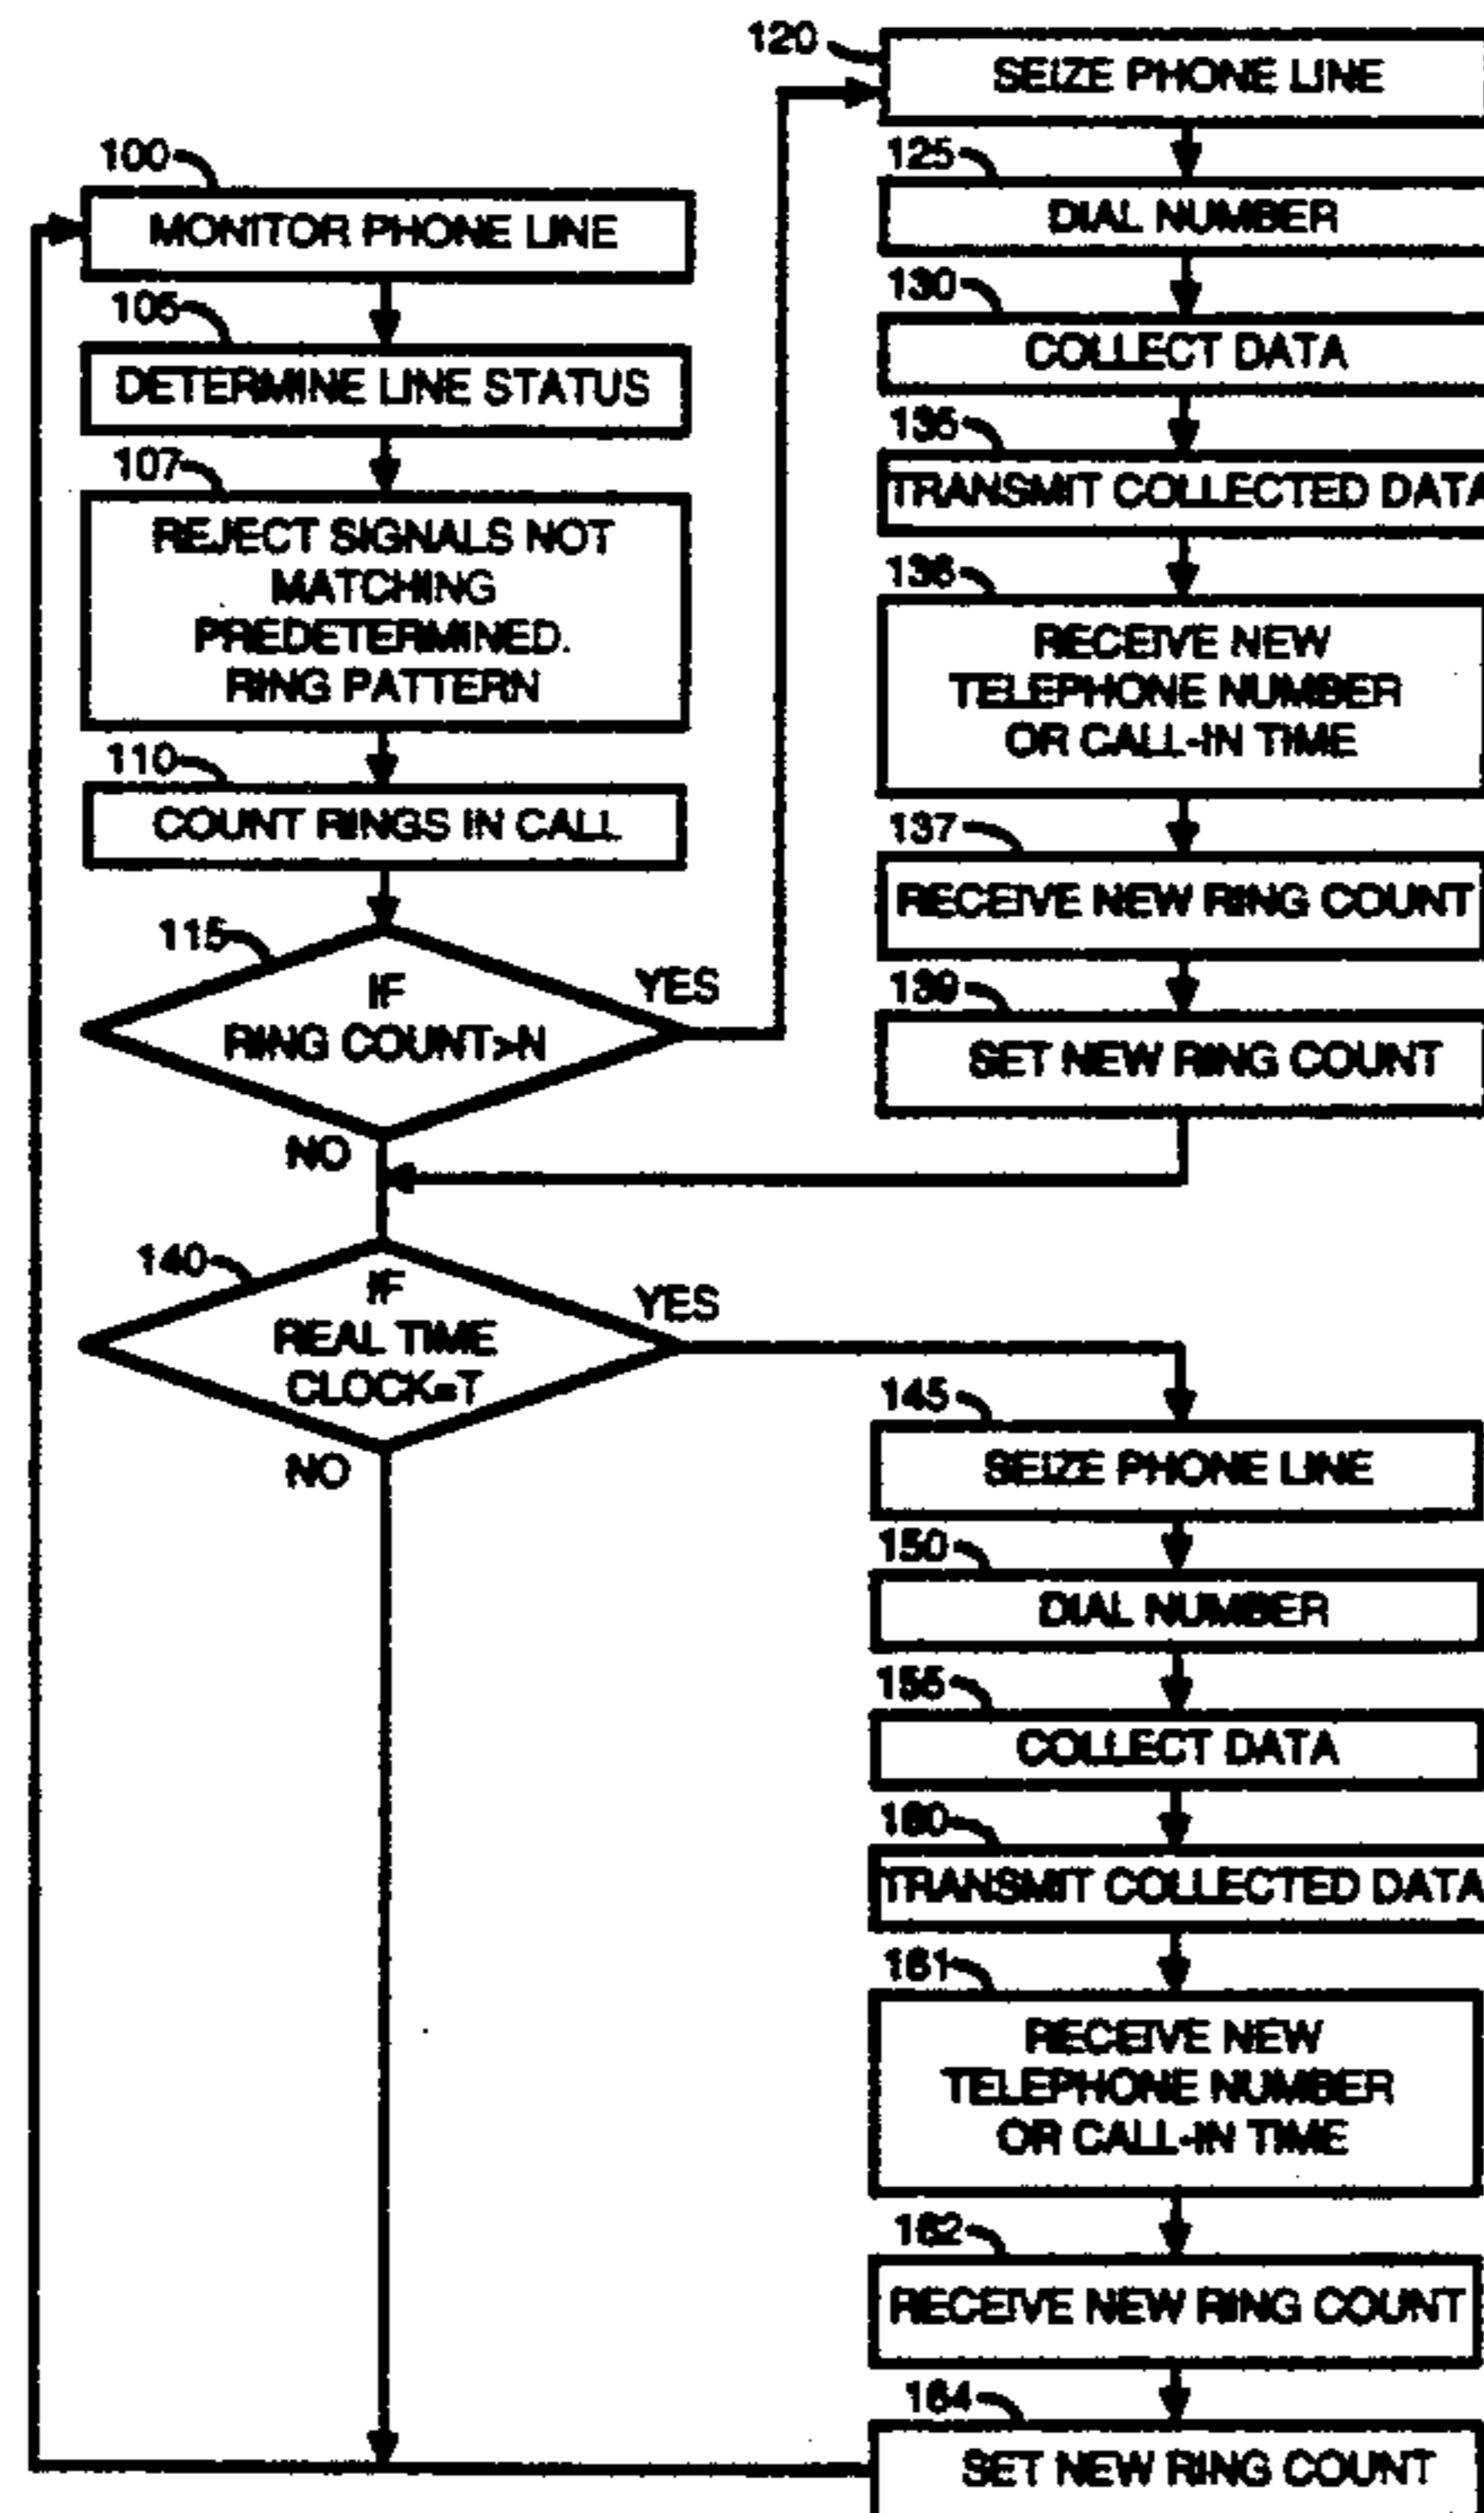 100
MONITOR PHONE LINE
105
DETERMINE LINE STATUS
107
REJECT SIGNALS NOT
MATCHING
PREDETERMINED.
RING PATTERN
110
COUNT RINGS IN CALL
115
IF
RING COUNT>N
YES
NO
120
SEIZE PHONE LINE
125
DIAL NUMBER
130
COLLECT DATA
135
TRANSMIT COLLECTED DATA
136
RECEIVE NEW
TELEPHONE NUMBER
OR CALL-IN TIME
137
RECEIVE NEW RING COUNT
139
SET NEW RING COUNT
140
IF
REAL TIME
CLOCK=T
YES
NO
145
SEIZE PHONE LINE
150
DIAL NUMBER
155
COLLECT DATA
160
TRANSMIT COLLECTED DATA
161
RECEIVE NEW
TELEPHONE NUMBER
OR CALL-IN TIME
162
RECEIVE NEW RING COUNT
164
SET NEW RING COUNT